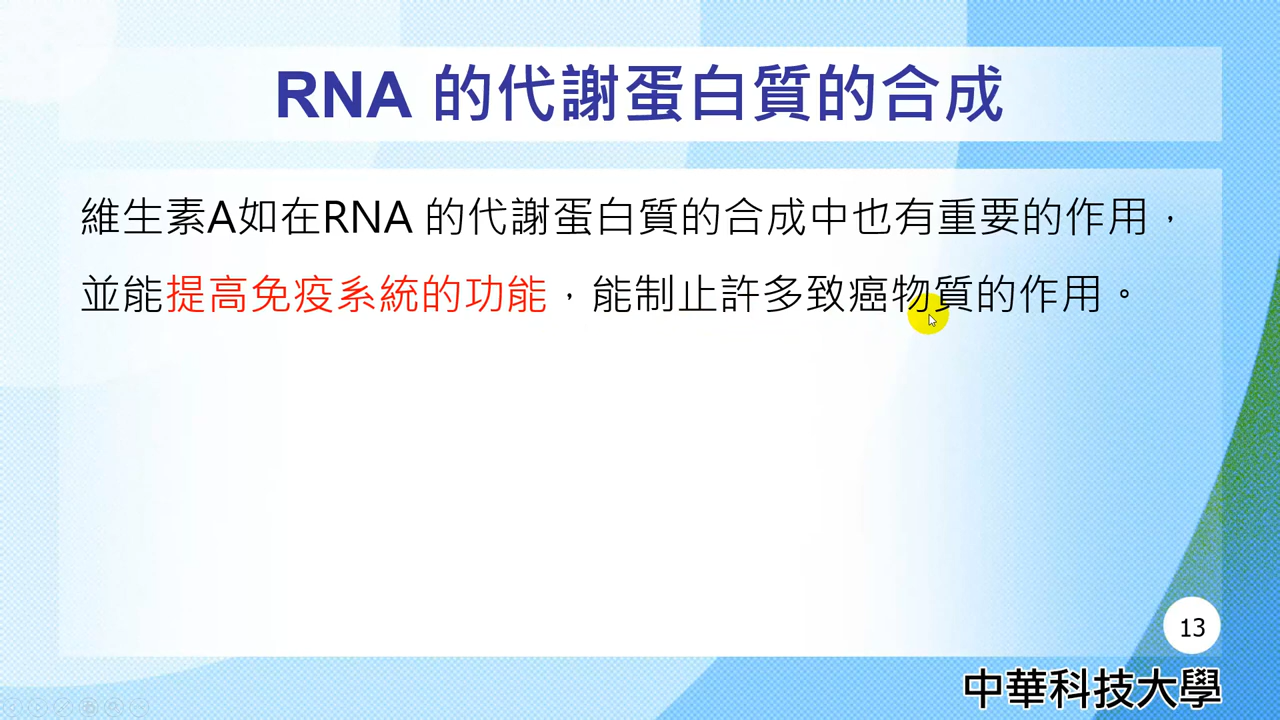 RNA 的代謝蛋白質的合成
維生素A如在RNA 的代謝蛋白質的合成中也有重要的作用，
並能提高免疫系統的功能，能制止許多致癌物質的作用。
13
中華科技大學